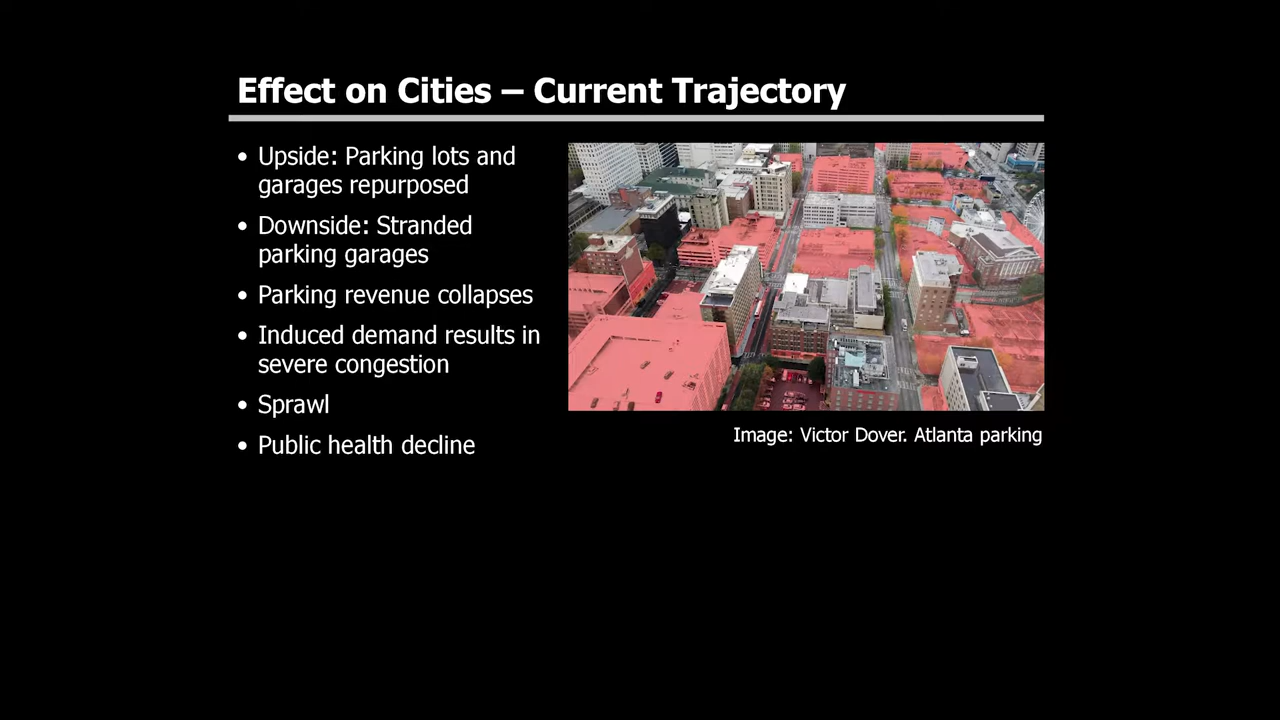 Effect on Cities – Current Trajectory
• Upside: Parking lots and
garages repurposed
• Downside: Stranded
parking garages
• Parking revenue collapses
• Induced demand results in
severe congestion
• Sprawl
• Public health decline
Image: Victor Dover. Atlanta parking